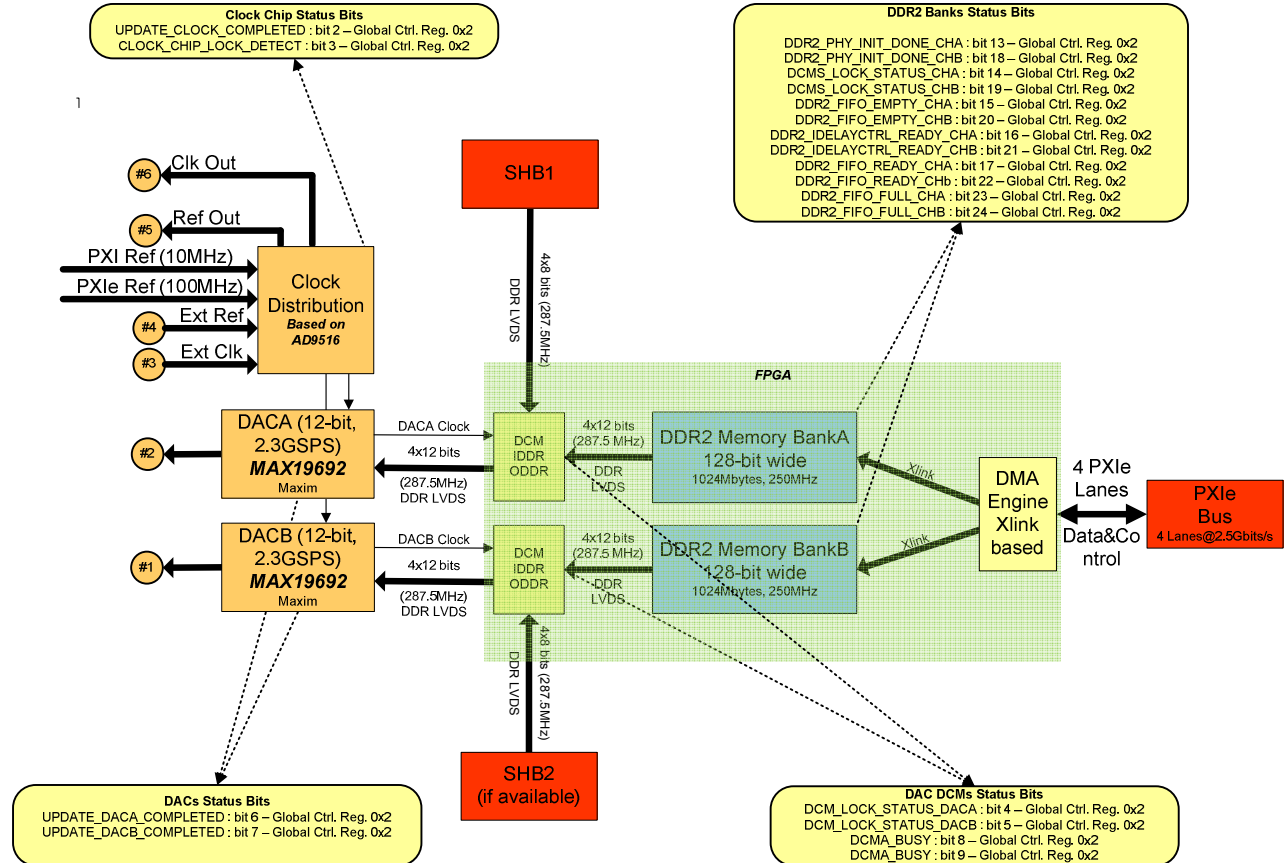 Clock Chip Status Bits
UPDATE_CLOCK_COMPLETED : bit 2 – Global Ctrl. Reg. 0x2
CLOCK_CHIP_LOCK_DETECT : bit 3 – Global Ctrl. Reg. 0x2
DDR2 Banks Status Bits
DDR2_PHY_INIT_DONE_CHA : bit 13 – Global Ctrl. Reg. 0x2
DDR2_PHY_INIT_DONE_CHB : bit 18 – Global Ctrl. Reg. 0x2
DCMS_LOCK_STATUS_CHA : bit 14 – Global Ctrl. Reg. 0x2
DCMS_LOCK_STATUS_CHB : bit 19 – Global Ctrl. Reg. 0x2
DDR2_FIFO_EMPTY_CHA : bit 15 – Global Ctrl. Reg. 0x2
DDR2_FIFO_EMPTY_CHB : bit 20 – Global Ctrl. Reg. 0x2
DDR2_IDELAYCTRL_READY_CHA : bit 16 – Global Ctrl. Reg. 0x2
DDR2_IDELAYCTRL_READY_CHB : bit 21 – Global Ctrl. Reg. 0x2
DDR2_FIFO_READY_CHA : bit 17 – Global Ctrl. Reg. 0x2
DDR2_FIFO_READY_CHb : bit 22 – Global Ctrl. Reg. 0x2
DDR2_FIFO_FULL_CHA : bit 23 – Global Ctrl. Reg. 0x2
DDR2_FIFO_FULL_CHB : bit 24 – Global Ctrl. Reg. 0x2
1
#6
Clk Out
#5
Ref Out
PXI Ref (10MHz)
PXIe Ref (100MHz)
#4
Ext Ref
#3
Ext Clk
Clock
Distribution
Based on
AD9516
SHB1
4x8 bits (287.5MHz)
DDR LVDS
FPGA
#2
DACA (12-bit,
2.3GSPS)
MAX19692
Maxim
DACA Clock
4x12 bits
(287.5MHz)
DDR LVDS
DCM
IDDR
ODDR
4x12 bits
(287.5 MHz)
DDR
LVDS
DDR2 Memory BankA
128-bit wide
1024Mbytes, 250MHz
Xlink
DMA
Engine
Xlink
based
4 PXIe
Lanes
Data&Co
ntrol
PXIe
Bus
4 Lanes@2.5Gbits/s
#1
DACB (12-bit,
2.3GSPS)
MAX19692
Maxim
DACB Clock
4x12 bits
(287.5MHz)
DDR LVDS
DCM
IDDR
ODDR
4x12 bits
(287.5 MHz)
DDR
LVDS
DDR2 Memory BankB
128-bit wide
1024Mbytes, 250MHz
Xlink
4x8 bits (287.5MHz)
DDR LVDS
SHB2
(if available)
DACs Status Bits
UPDATE_DACA_COMPLETED : bit 6 – Global Ctrl. Reg. 0x2
UPDATE_DACB_COMPLETED : bit 7 – Global Ctrl. Reg. 0x2
DAC DCMs Status Bits
DCM_LOCK_STATUS_DACA : bit 4 – Global Ctrl. Reg. 0x2
DCM_LOCK_STATUS_DACB : bit 5 – Global Ctrl. Reg. 0x2
DCMA_BUSY : bit 8 – Global Ctrl. Reg. 0x2
DCMA_BUSY : bit 9 – Global Ctrl. Reg. 0x2